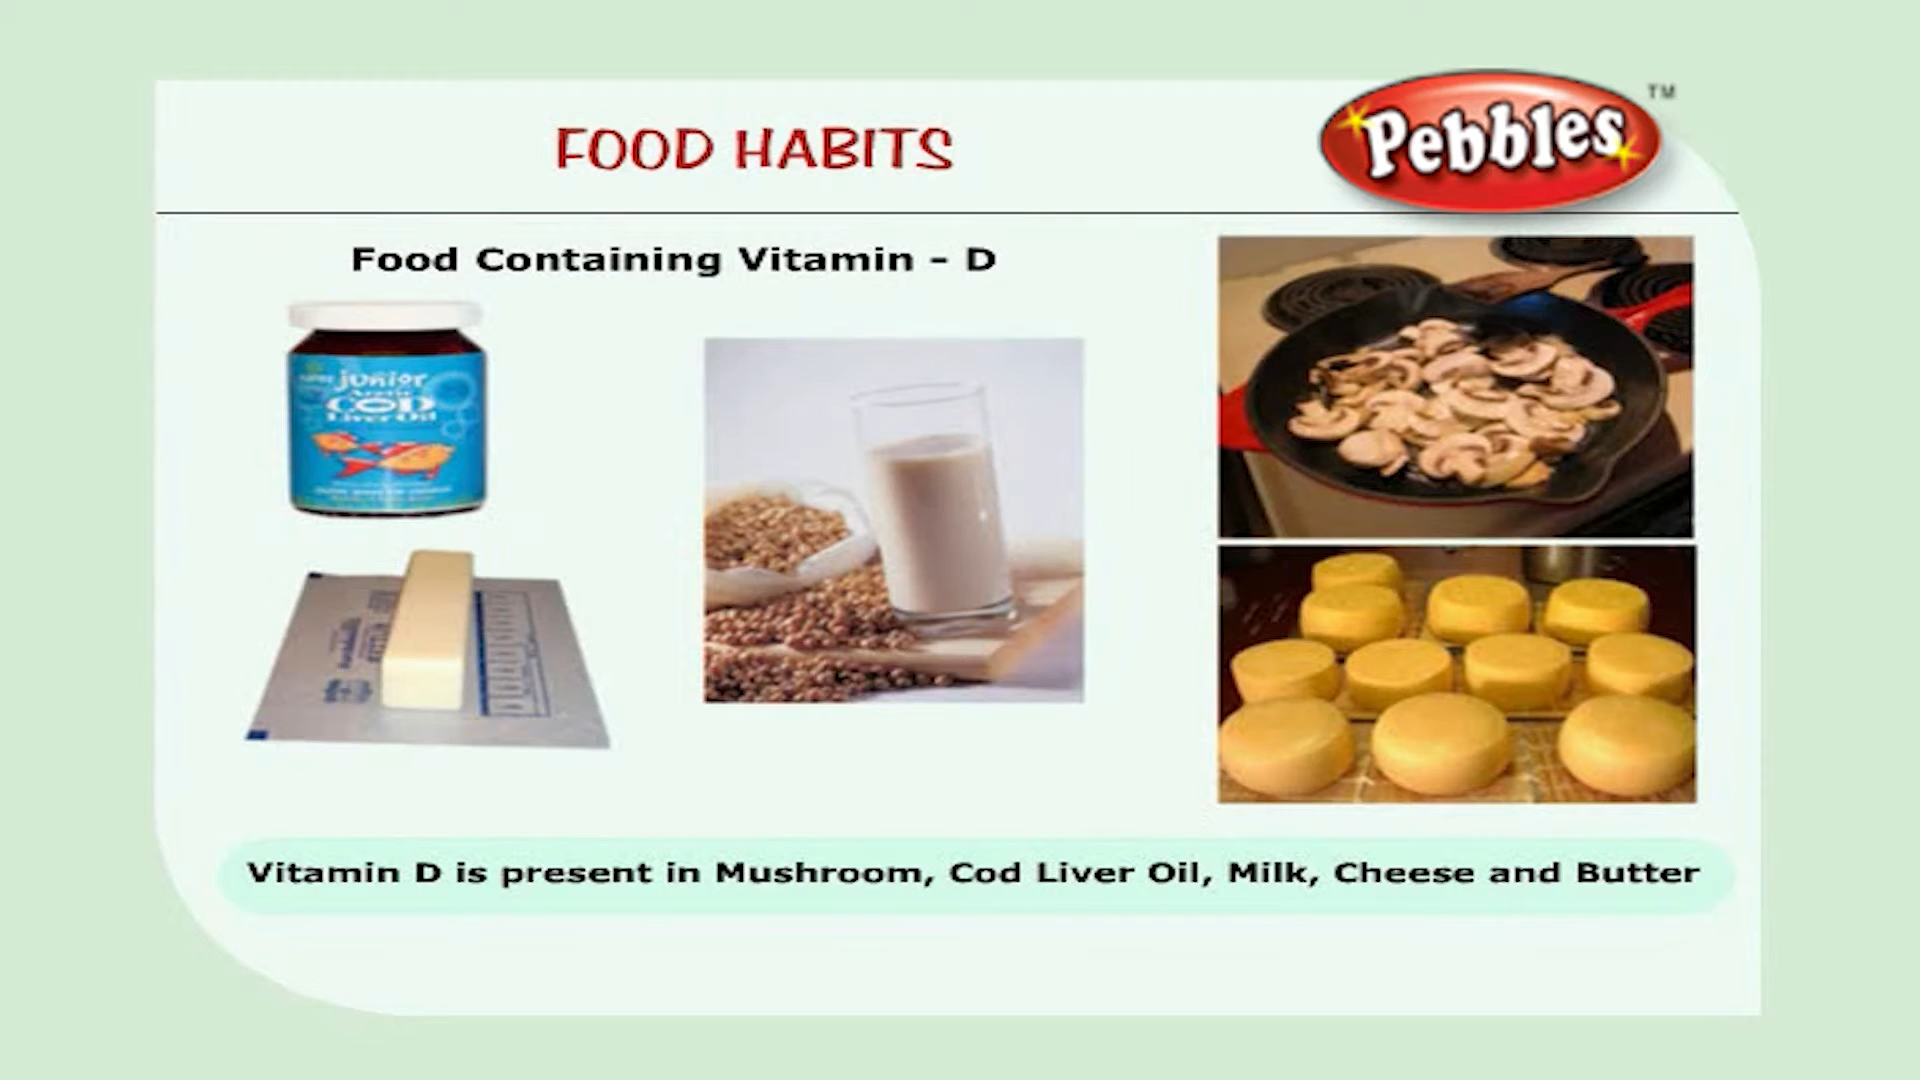 FOOD HABITS
Pebbles TM
Food Containing Vitamin - D
junior
Arctic
COD
Liver Oil
Vitamin D is present in Mushroom, Cod Liver Oil, Milk, Cheese and Butter